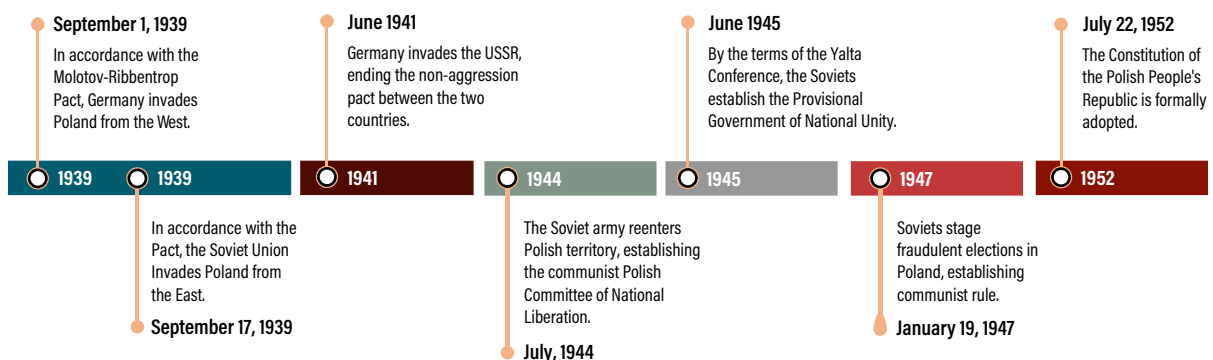 September 1, 1939
In accordance with the
Molotov-Ribbentrop
Pact, Germany invades
Poland from the West.
June 1941
Germany invades the USSR,
ending the non-aggression
pact between the two
countries.
June 1945
By the terms of the Yalta
Conference, the Soviets
establish the Provisional
Government of National Unity.
July 22, 1952
The Constitution of
the Polish People's
Republic is formally
adopted.
1939
1939
1941
1944
1945
1947
1952
In accordance with the
Pact, the Soviet Union
Invades Poland from
the East.
September 17, 1939
The Soviet army reenters
Polish territory, establishing
the communist Polish
Committee of National
Liberation.
July, 1944
Soviets stage
fraudulent elections in
Poland, establishing
communist rule.
January 19, 1947